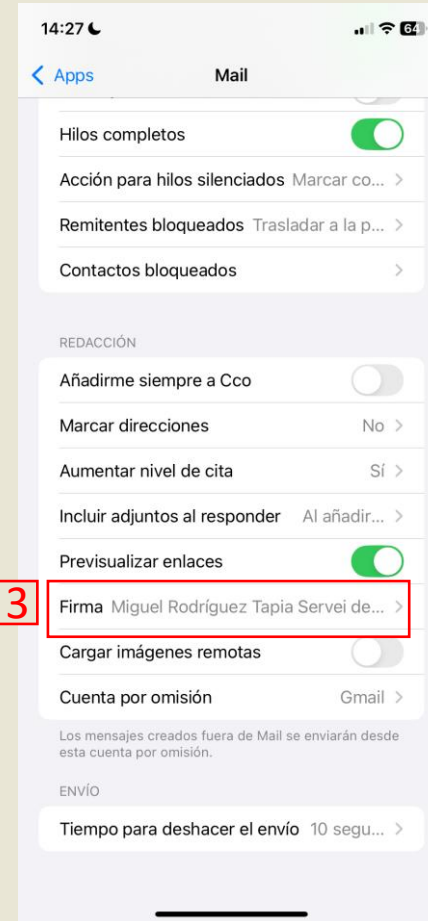 14:27 64
Apps Mail
Hilos completos
Acción para hilos silenciados Marcar co...
Remitentes bloqueados Trasladar a la p...
Contactos bloqueados
REDACCIÓN
Añadirme siempre a Cco
Marcar direcciones No
Aumentar nivel de cita Sí
Incluir adjuntos al responder Al añadir...
Previsualizar enlaces
3 Firma Miguel Rodríguez Tapia Servei de...
Cargar imágenes remotas
Cuenta por omisión Gmail
Los mensajes creados fuera de Mail se enviarán desde
esta cuenta por omisión.
ENVÍO
Tiempo para deshacer el envío 10 segu...